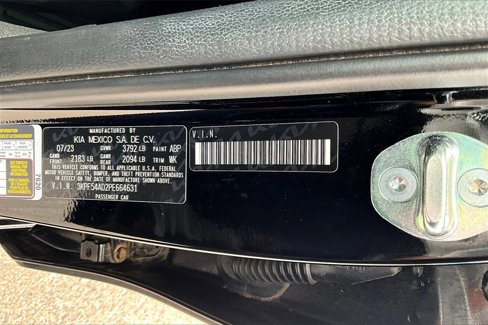 MANUFACTURED BY
KIA MEXICO S.A. DE C.V.
07/23 GVWR 3792 LB PAINT ABP
GAWR FRONT 2183 LB GAWR REAR 2094 LB TRIM WK
THIS VEHICLE CONFORMS TO ALL APPLICABLE U.S.A. FEDERAL
MOTOR VEHICLE SAFETY, BUMPER, AND THEFT PREVENTION STANDARDS
IN EFFECT ON THE DATE OF MANUFACTURE SHOWN ABOVE.
V.I.N. 3KPF54AD2PE664631
PASSENGER CAR
V.I.N.
7820